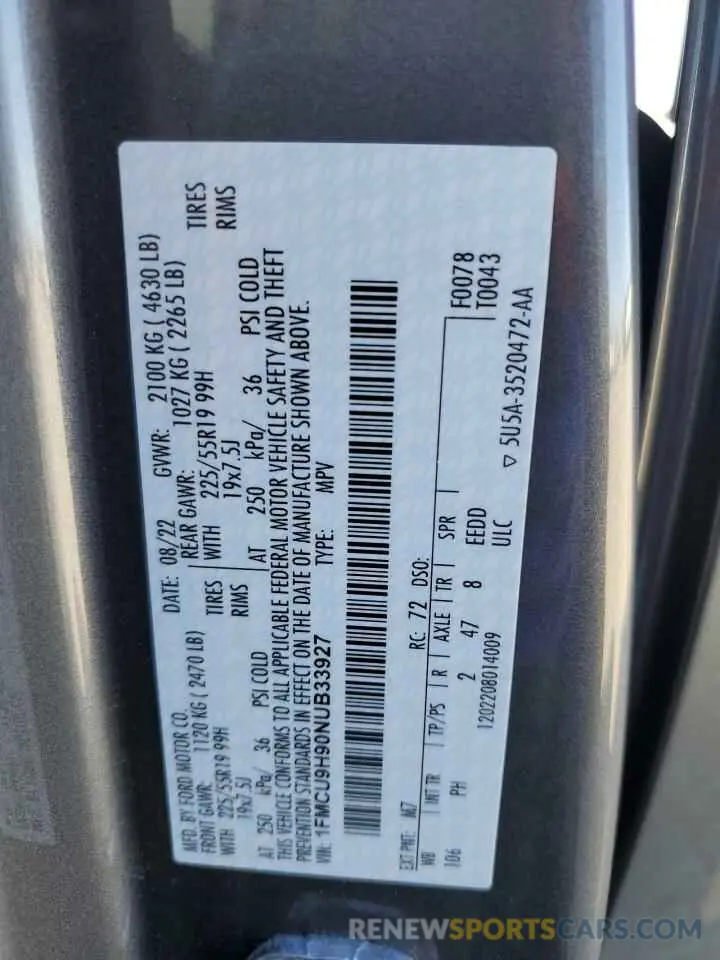 MFD. BY FORD MOTOR CO. DATE: 08/22 GVWR: 2100 KG ( 4630 LB)
FRONT GAWR: 1120 KG ( 2470 LB) REAR GAWR: 1027 KG ( 2265 LB)
WITH 225/55R19 99H TIRES WITH 225/55R19 99H TIRES
19x7.5J RIMS 19x7.5J RIMS
AT 250 kPa/ 36 PSI COLD AT 250 kPa/ 36 PSI COLD
THIS VEHICLE CONFORMS TO ALL APPLICABLE FEDERAL MOTOR VEHICLE SAFETY AND THEFT
PREVENTION STANDARDS IN EFFECT ON THE DATE OF MANUFACTURE SHOWN ABOVE.
VIN: 1FMCU9H90NUB33927 TYPE: MPV
EXT PNT: M7 RC: 72 DSO:
WB INT TR TP/PS R AXLE TR SPR F0078
106 PH 2 47 8 EEDD T0043
1202208014009 ULC ▽ 5U5A-3520472-AA
RENEWSPORTSCARS.COM